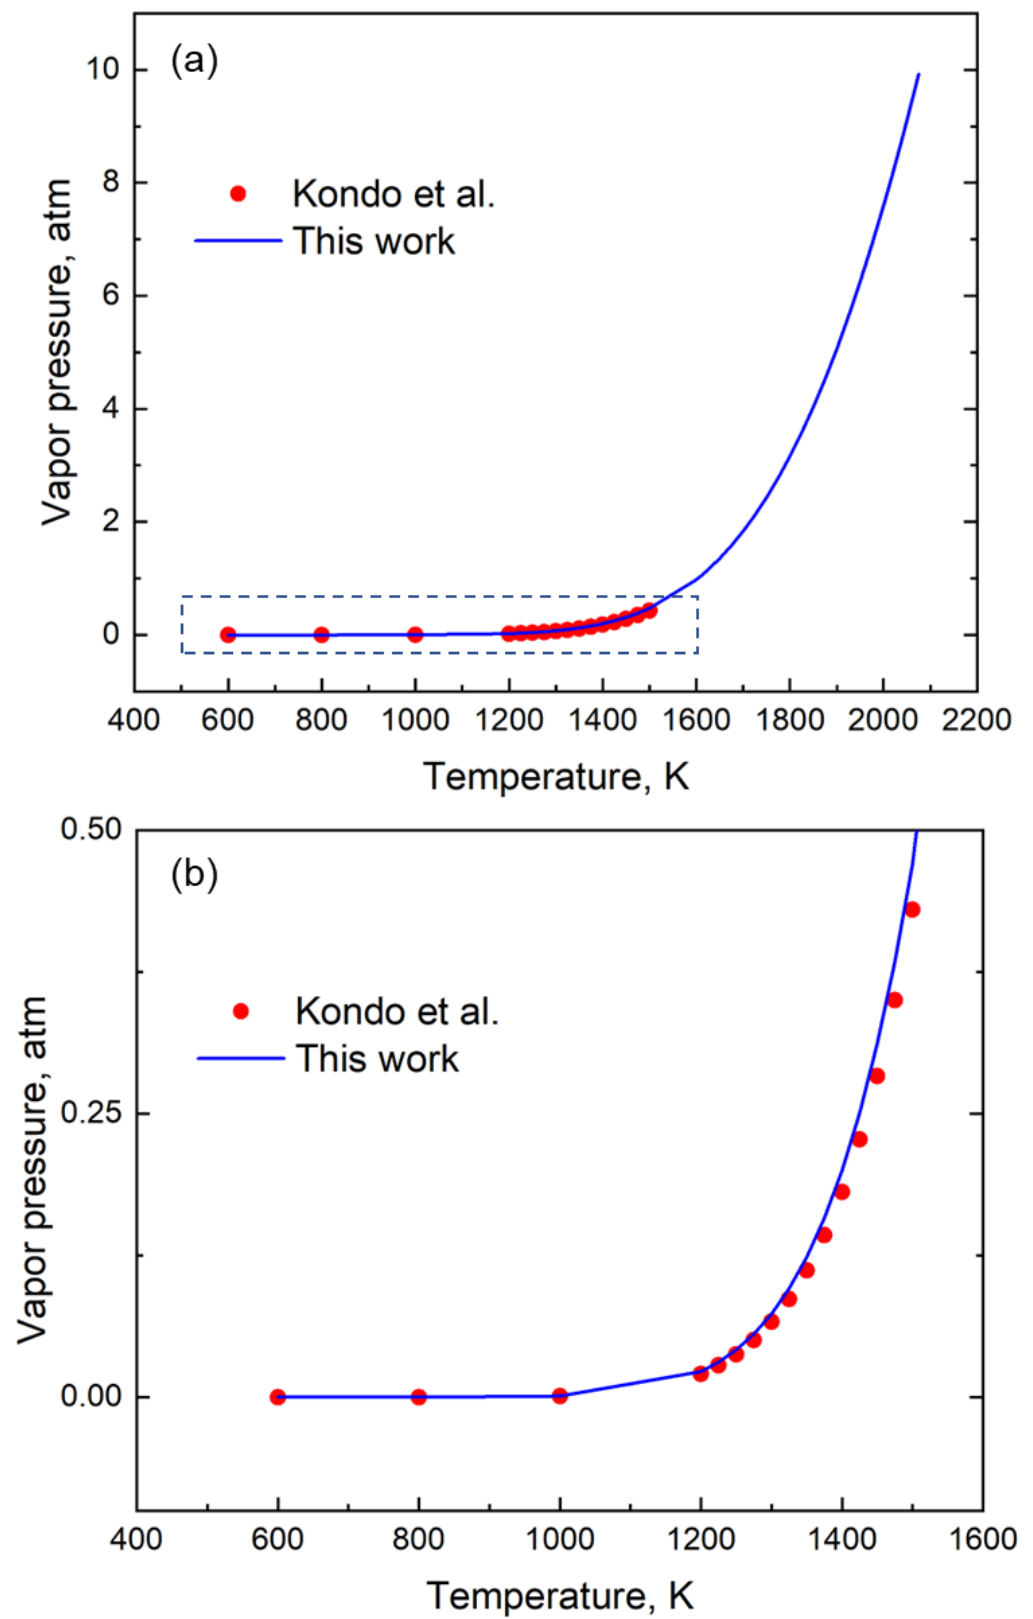 (a)
10
8
6
4
2
0
Vapor pressure, atm
Kondo et al.
This work
400 600 800 1000 1200 1400 1600 1800 2000 2200
Temperature, K
(b)
0.50
0.25
0.00
Vapor pressure, atm
Kondo et al.
This work
400 600 800 1000 1200 1400 1600
Temperature, K